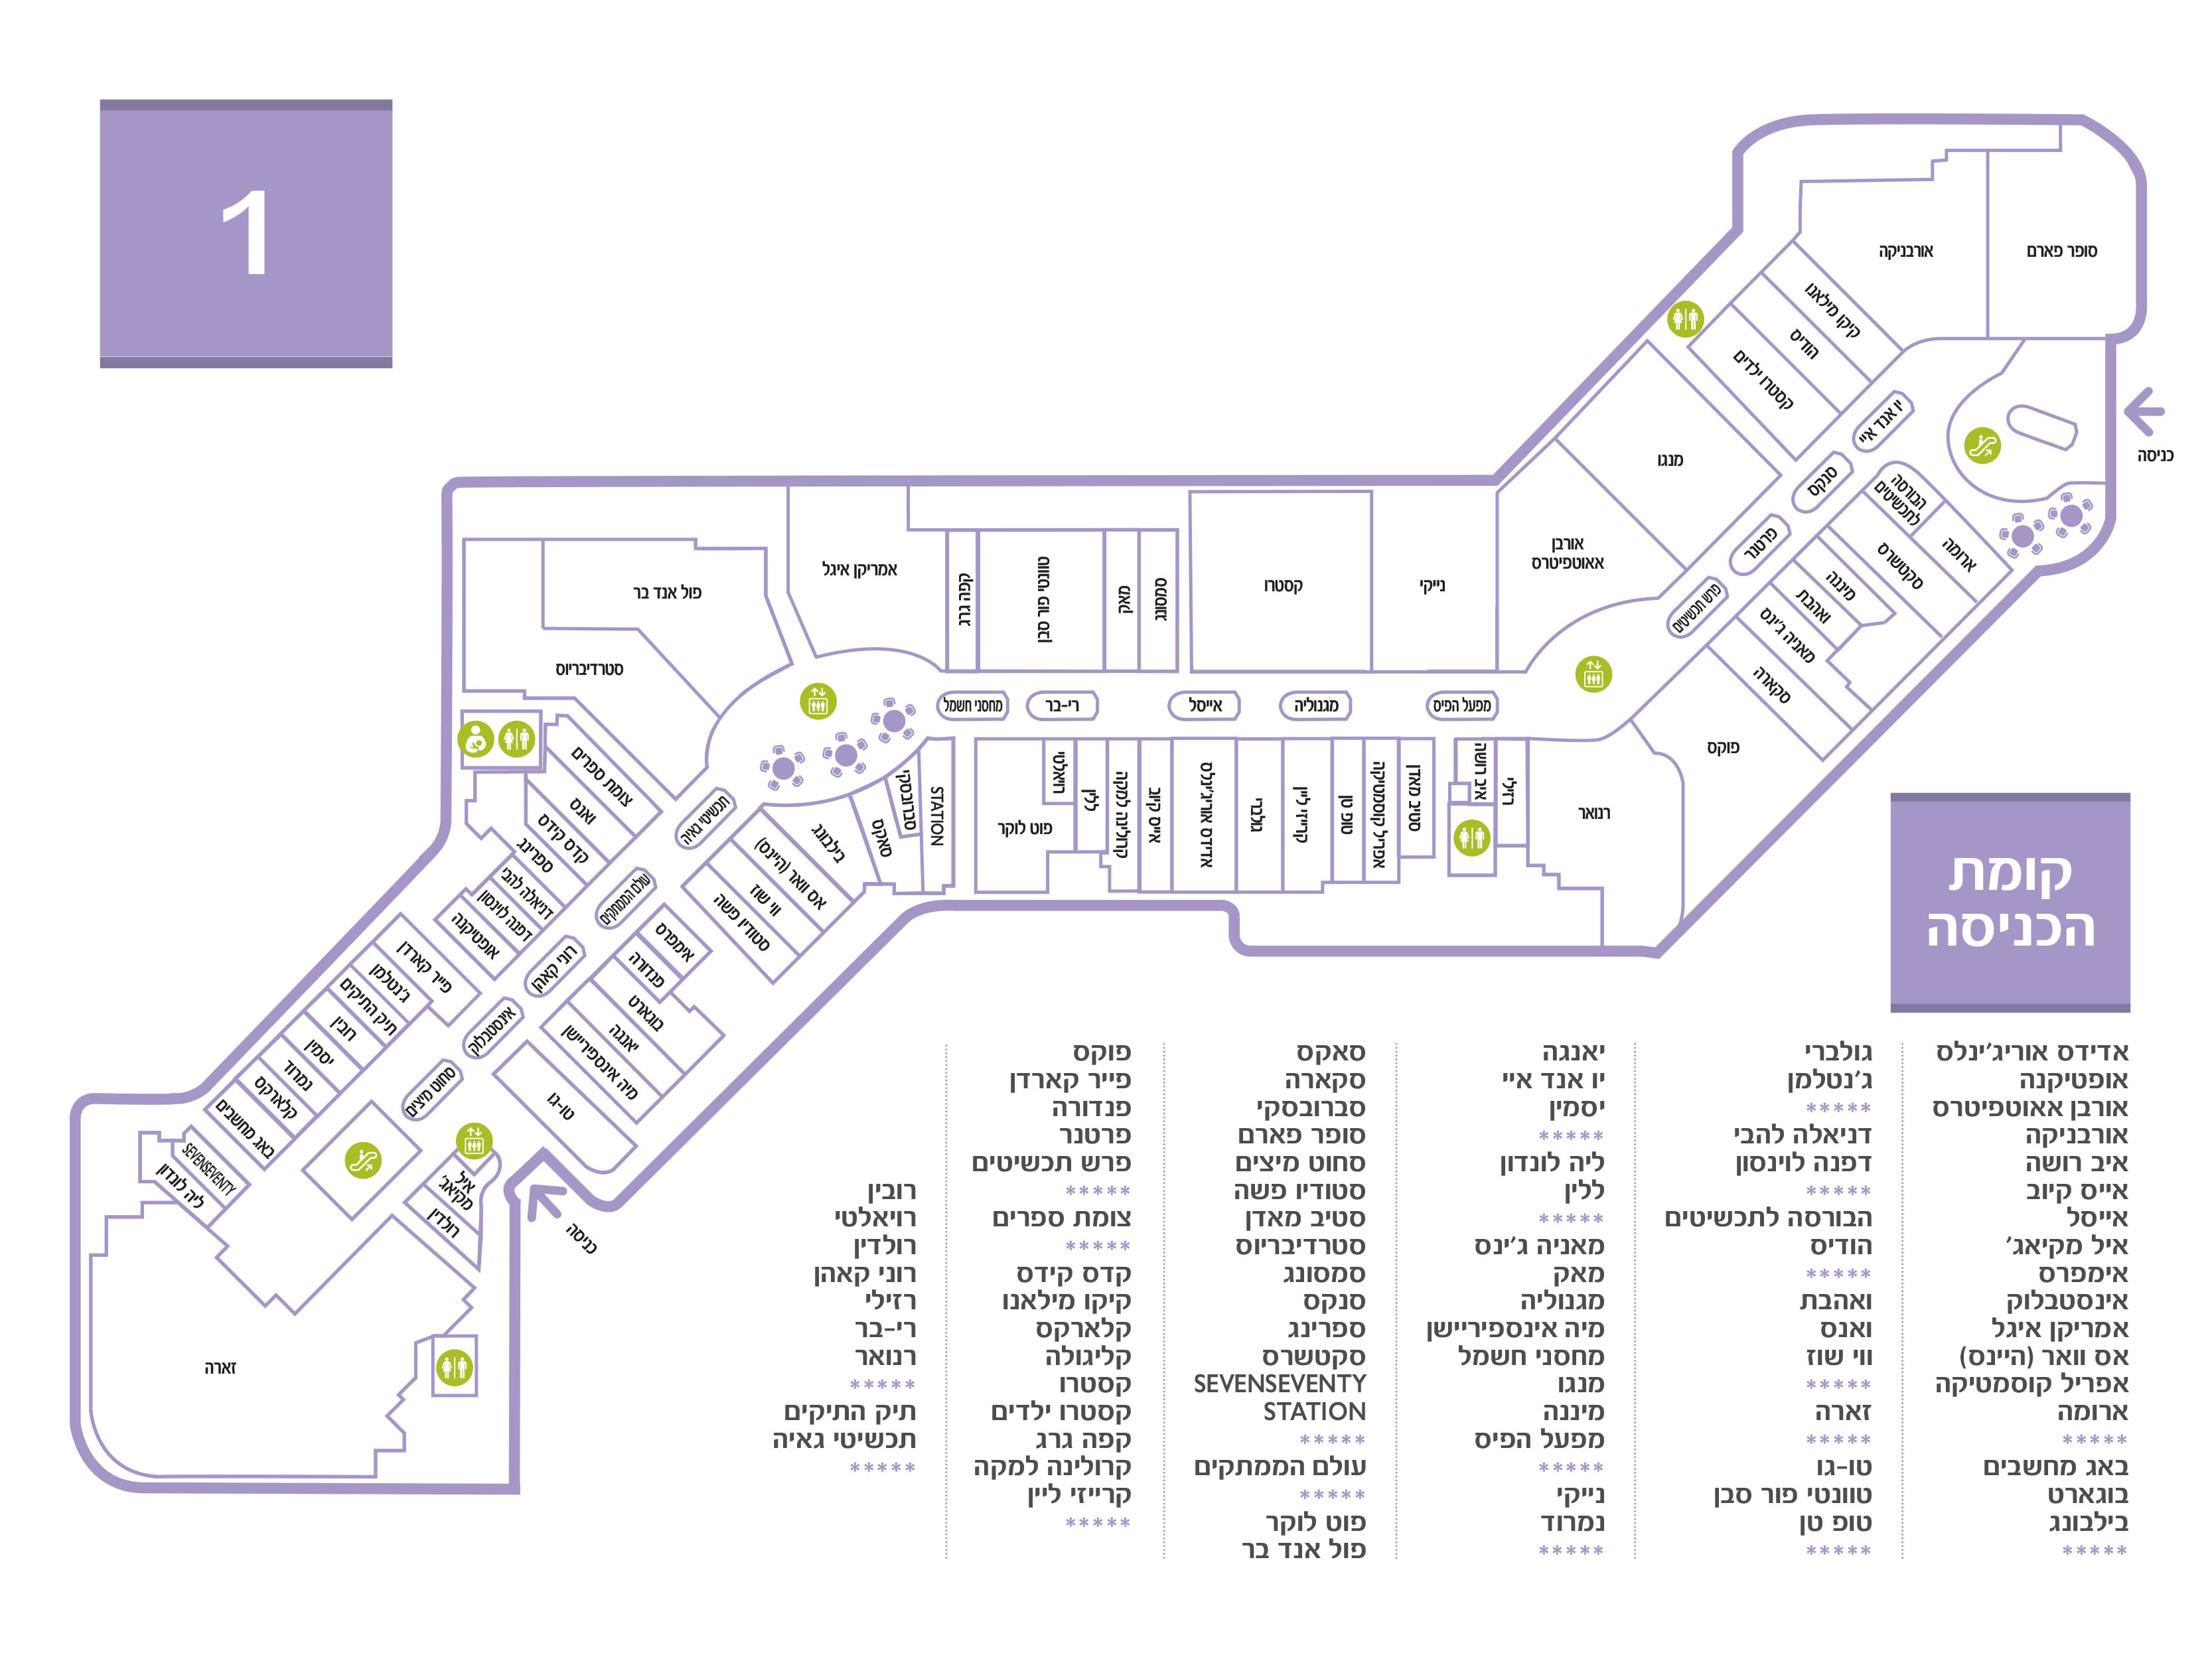 1
סופר פארם
אורבניקה
קיקו מילאנו
הודיס
קסטרו ילדים
מנגו
אורבן
אאוטפיטרס
נייקי
קסטרו
סמסונג
מאק
טוונטי פור סבן
קפה גרג
אמריקן איגל
פול אנד בר
סטרדיבריוס
כניסה
יו אנד איי
סנקס
פרטנר
פרש תכשיטים
הבורסה
לתכשיטים
ארומה
סקטשרס
מיננה
ואהבת
מאניה ג'ינס
סקארה
פוקס
רנואר
מפעל הפיס
מגנוליה
אייסל
רי-בר
מחסני חשמל
רזילי
איב רושה
סטיב מאדן
אפריל קוסמטיקה
טופ טן
קרייזי ליין
גולברי
אדידס אוריג'ינלס
אייס קיוב
קרולינה למקה
ללין
רויאלטי
פוט לוקר
STATION
סברובסקי
סאקס
בילבונג
אס וואר (היינס)
ווי שוז
סטודיו פשה
תכשיטי גאיה
עולם הממתקים
רוני קאהן
אינסטבלוק
סחוט מיצים
צומת ספרים
ואנס
קדס קידס
ספרינג
דניאלה להבי
דפנה לוינסון
אופטיקנה
אימפרס
פנדורה
בוגארט
יאנגה
מיה אינספיריישן
טו-גו
פייר קארדן
ג'נטלמן
תיק התיקים
רובין
יסמין
נמרוד
קלארקס
באג מחשבים
SEVENSEVENTY
ליה לונדון
איל
מקיאג'
רולדין
כניסה
זארה
קומת
הכניסה
אדידס אוריג'ינלס
אופטיקנה
אורבן אאוטפיטרס
אורבניקה
איב רושה
אייס קיוב
אייסל
איל מקיאג'
אימפרס
אינסטבלוק
אמריקן איגל
אס וואר (היינס)
אפריל קוסמטיקה
ארומה
*****
באג מחשבים
בוגארט
בילבונג
*****
גולברי
ג'נטלמן
*****
דניאלה להבי
דפנה לוינסון
*****
הבורסה לתכשיטים
הודיס
*****
ואהבת
ואנס
ווי שוז
*****
זארה
*****
טו-גו
טוונטי פור סבן
טופ טן
*****
יאנגה
יו אנד איי
יסמין
*****
ליה לונדון
ללין
*****
מאניה ג'ינס
מאק
מגנוליה
מיה אינספיריישן
מחסני חשמל
מנגו
מיננה
מפעל הפיס
*****
נייקי
נמרוד
*****
סאקס
סקארה
סברובסקי
סופר פארם
סחוט מיצים
סטודיו פשה
סטיב מאדן
סטרדיבריוס
סמסונג
סנקס
ספרינג
סקטשרס
SEVENSEVENTY
STATION
*****
עולם הממתקים
*****
פוט לוקר
פול אנד בר
פוקס
פייר קארדן
פנדורה
פרטנר
פרש תכשיטים
*****
צומת ספרים
*****
קדס קידס
קיקו מילאנו
קלארקס
קליגולה
קסטרו
קסטרו ילדים
קפה גרג
קרולינה למקה
קרייזי ליין
*****
רובין
רויאלטי
רולדין
רוני קאהן
רזילי
רי-בר
רנואר
*****
תיק התיקים
תכשיטי גאיה
*****